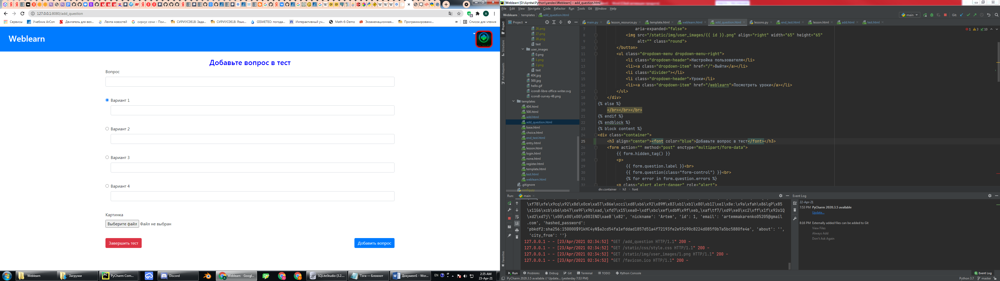 127.0.0.1:8080/add_question
Сервисы
Учебник ArCon
Двигатель для вел...
Лента новостей
сириус сочи - Пои...
СИРИУС0618: Зада...
СИРИУС0618: Язык...
GISMETEO: погода...
Интерактивный уч...
Math-6-Demo
Экзаменационная...
Программировани...
»
Список для чтения
Weblearn
Добавьте вопрос в тест
Вопрос
Вариант 1
Вариант 2
Вариант 3
Вариант 4
Картинка
Выберите файл Файл не выбран
Завершить тест
Добавить вопрос
Weblearn
Загрузки
PyCharm Com...
Discord
Weblearn - Googl...
SQLiteStudio (3.2....
Тэги — Блокнот
Документ1 - Wor...
EN
2:35 AM
23-Apr-21
Weblearn [D:\Артём\Python\yandex\Weblearn] – add_question.html
File Edit View Navigate Code Refactor Run Tools Git Window Help
Weblearn templates add_question.html
main
Git:
Project
main.py
lesson_resource.py
template.html
weblearn.html
add_question.html
lessons.py
end_test.html
lesson.html
add.html
test.html
Project
Structure
Pull Requests
Favorites
26.png
27.png
28.png
text
user_images
0.png
1.png
2.png
text
404.jpg
500.jpg
hello.gif
icons8-libre-office-writer.svg
icons8-survey-48.png
templates
404.html
500.html
add.html
add_question.html
base.html
choice.html
end_test.html
entry.html
lesson.html
login.html
none.html
register.html
template.html
test.html
weblearn.html
.gitignore
config.py
1 3 10
7 aria-expanded="false">
8 <img src="/static/img/user_images/{{ id }}.png" align="right" width="65" height="65"
9 alt="" class="round">
10 </button>
11 <ul class="dropdown-menu dropdown-menu-right">
12 <li class="dropdown-header">Настройка пользователя</li>
13 <li><a class="dropdown-item" href="/">Выйти</a></li>
14 <li class="divider"></li>
15 <li class="dropdown-header">Уроки</li>
16 <li><a class="dropdown-item" href="/weblearn">Посмотреть уроки</a></li>
17 </ul>
18 </div>
19 {% else %}
20 </br></br></br>
21 {% endif %}
22 {% endblock %}
23 {% block content %}
24 <div class="container">
25 <h3 align="center"><font color="blue">Добавьте вопрос в тест</font></h3>
26 <form action="" method="post" enctype="multipart/form-data">
27 {{ form.hidden_tag() }}
28 <p>
29 {{ form.question.label }}<br>
30 {{ form.question(class="form-control") }}<br>
31 {% for error in form.question.errors %}
32 <p class="alert alert-danger" role="alert">
div.container h3 font
Run: main
\xf78\xfe\x9cq\x92\x8d\x0cm\xa5T\x86w\xcci\xd8\xb6\x92\x89M\x83\xb1\xb1\x80\xb1I\xe1\x8e:\x9a\xfah\x86lgP\x85
\x11G6\xcb\xb6\xb47\xe9F\x9b\xad,\xfd7\x15\xea0~\xdf\xbc\xef\xdbM\x9f\xeb_\xaf\tf7/\xd9\xe0\xc2\xff\x1f\x92o1Q
\xd2\xd7j\'\x00\x00\x00\x00IEND\xaeB`\x82', 'nickname': 'Artem', 'id': 1, 'email': 'artemmakarenko05205@gmail
.com', 'hashed_password':
'pbkdf2:sha256:150000$91kHC4yN$a2cd54fa1efddad1857d51a4f72193fe2e93490c8224d085f0b7a5bc5880fe4e', 'about': '',
'city_from': ''}
127.0.0.1 - - [23/Apr/2021 02:34:52] "GET /add_question HTTP/1.1" 200 -
127.0.0.1 - - [23/Apr/2021 02:34:52] "GET /static/css/style.css HTTP/1.1" 200 -
127.0.0.1 - - [23/Apr/2021 02:34:52] "GET /static/img/user_images/1.png HTTP/1.1" 200 -
127.0.0.1 - - [23/Apr/2021 02:34:52] "GET /favicon.ico HTTP/1.1" 200 -
Event Log
22-Apr-21
7:53 PM PyCharm 2020.3.5 available
Update...
8:16 PM Externally added files can be added to Git
View Files
Always Add
Don't Ask Again
Run Problems Debug Git Terminal TODO Python Console
1 Event Log
PyCharm 2020.3.5 available // Update... (yesterday 7:53 PM)
Python 3.7 master